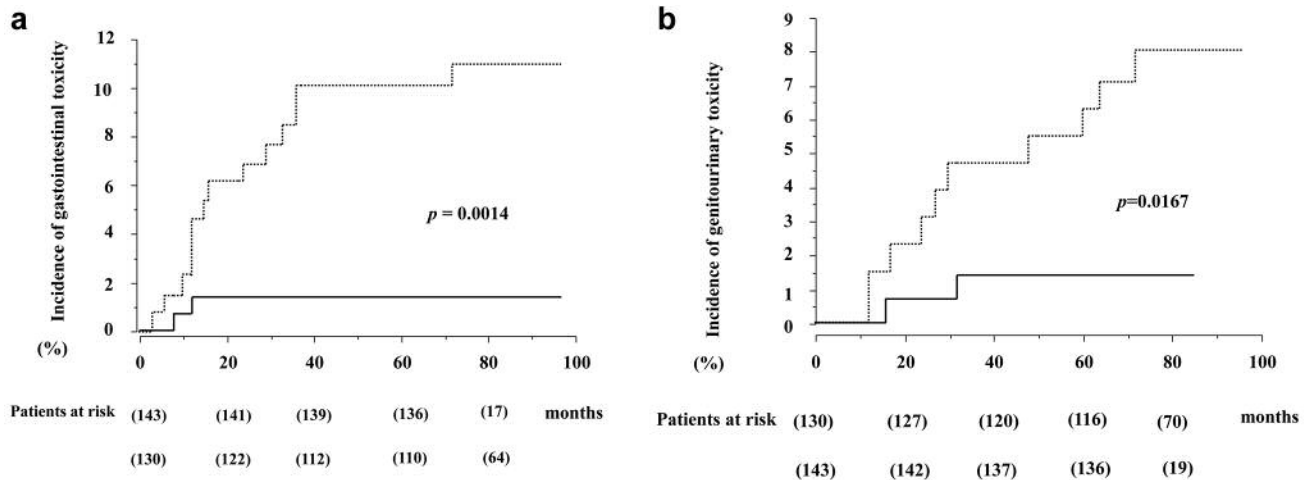 a
Incidence of gastointestinal toxicity
12
10
8
6
4
2
0
(%)
p = 0.0014
0 20 40 60 80 100
Patients at risk (143) (141) (139) (136) (17) months
(130) (122) (112) (110) (64)
b
Incidence of genitourinary toxicity
9
8
7
6
5
4
3
2
1
0
(%)
p=0.0167
0 20 40 60 80 100
Patients at risk (130) (127) (120) (116) (70) months
(143) (142) (137) (136) (19)